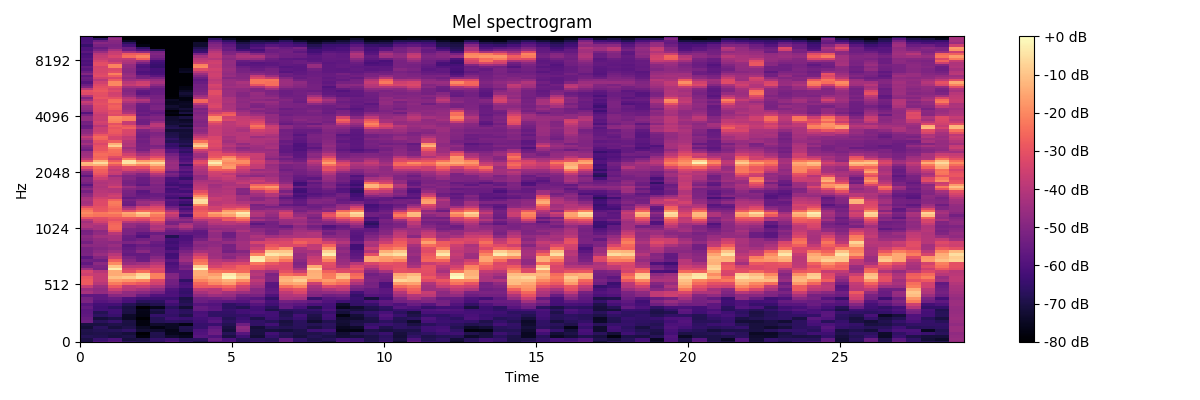 Mel spectrogram
+0 dB
8192
-10 dB
4096
-20 dB
-30 dB
2048
-40 dB
Hz
1024
-50 dB
-60 dB
512
-70 dB
0
-80 dB
0 5 10 15 20 25
Time